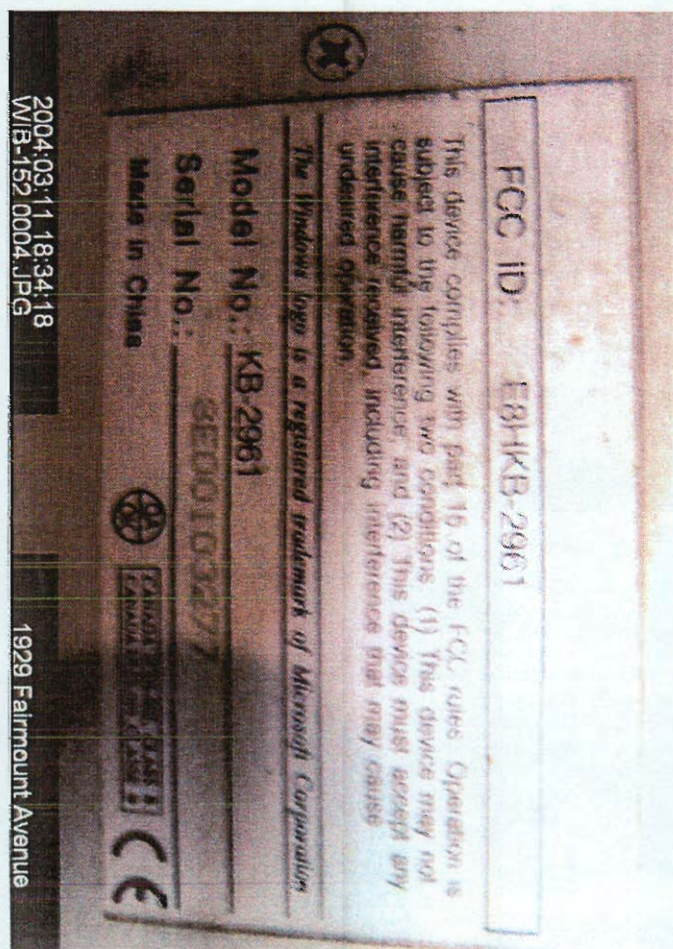 FCC ID: E8HKB-2961
This device complies with part 15 of the FCC rules. Operation is
subject to the following two conditions: (1) This device may not
cause harmful interference, and (2) This device must accept any
interference received, including interference that may cause
undesired operation.
The Windows logo is a registered trademark of Microsoft Corporation
Model No.: KB-2961
Serial No.:
Made in China
CE
2004:03:11 18:34:18
WIB-152 0004.JPG
1929 Fairmount Avenue